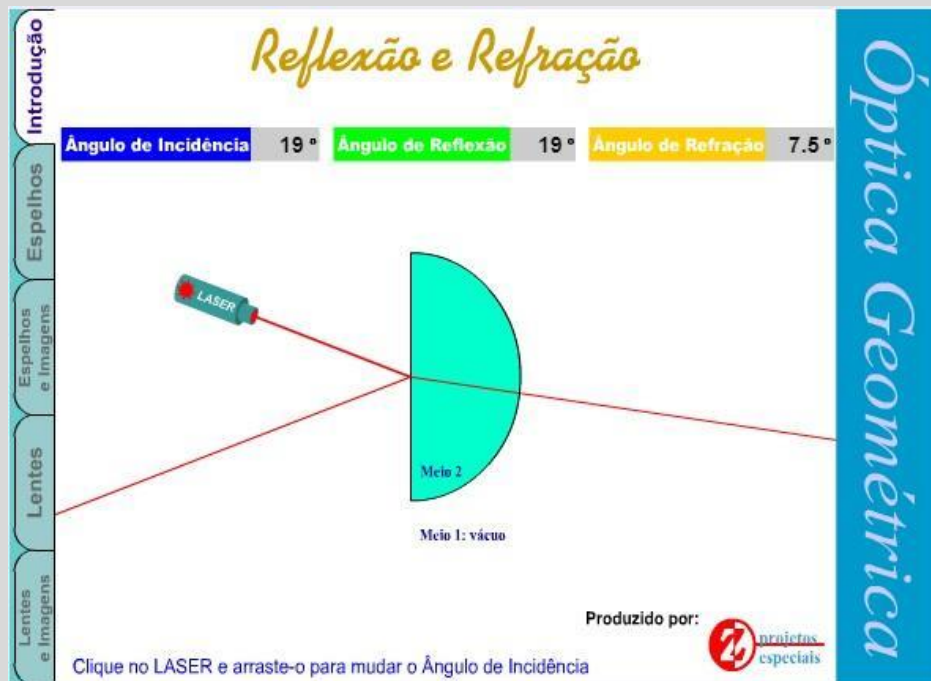 Reflexão e Refração
Introdução
Espelhos
Espelhos
e Imagens
Lentes
Lentes
e Imagens
Ângulo de Incidência 19 º
Ângulo de Reflexão 19 º
Ângulo de Refração 7.5 º
LASER
Meio 2
Meio 1: vácuo
Produzido por:
projetos
especiais
Clique no LASER e arraste-o para mudar o Ângulo de Incidência
Óptica Geométrica